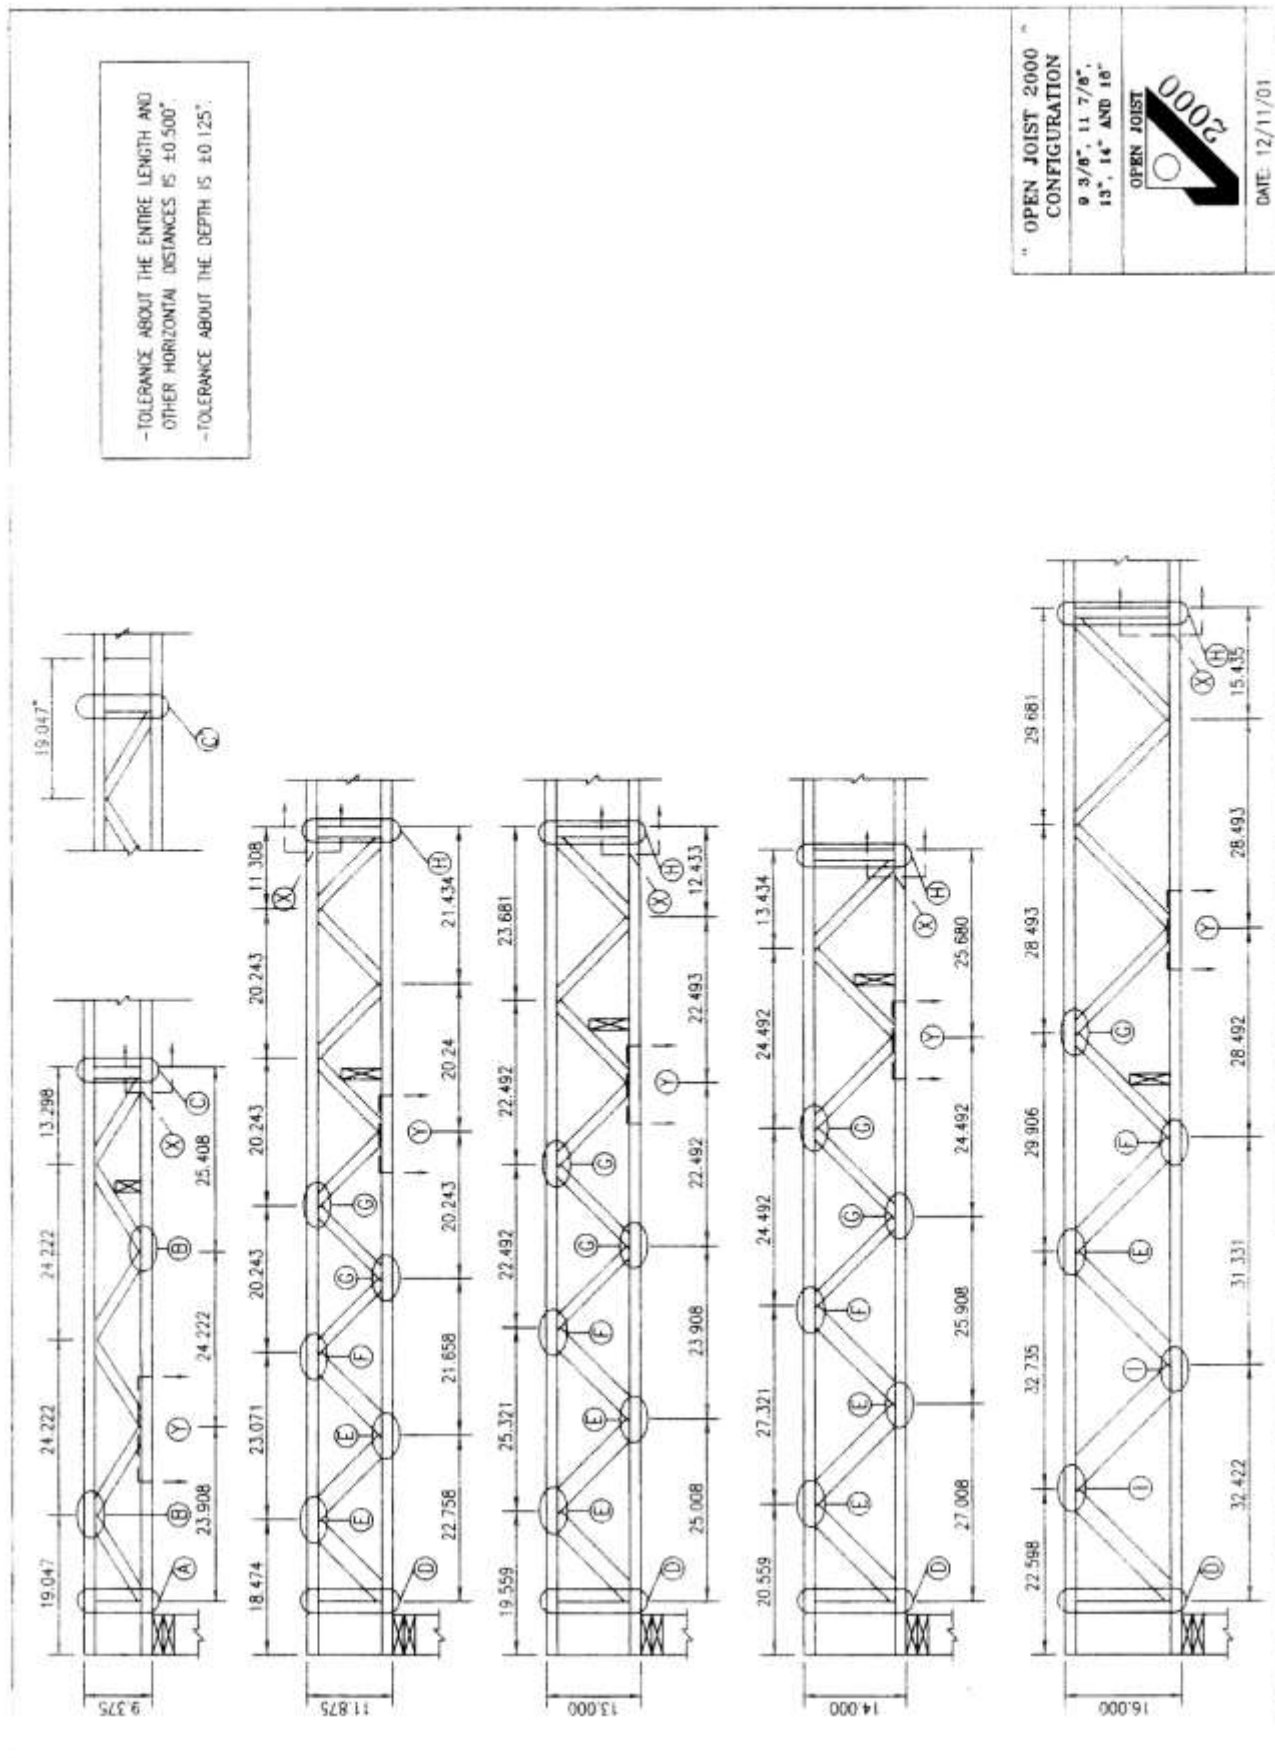 -TOLERANCE ABOUT THE ENTIRE LENGTH AND
OTHER HORIZONTAL DISTANCES IS ±0.500".
-TOLERANCE ABOUT THE DEPTH IS ±0.125".
19.047"
C
19.047
24.222
24.222
13.298
9.375
A
B
Y
B
X
C
23.908
24.222
25.408
18.474
23.071
20.243
20.243
20.243
11.308
11.875
D
E
E
F
G
G
Y
X
H
22.758
21.658
20.243
20.24
21.434
19.559
25.321
22.492
22.492
23.681
13.000
D
E
E
F
G
G
Y
X
H
25.008
23.908
22.492
22.493
12.433
20.559
27.321
24.492
24.492
13.434
14.000
D
E
E
F
G
G
Y
X
H
27.008
25.908
24.492
25.680
22.598
32.735
29.906
28.493
29.681
16.000
D
I
I
E
F
G
Y
X
H
32.422
31.331
28.492
28.493
15.435
" OPEN JOIST 2000 "
CONFIGURATION
9 3/8", 11 7/8",
13", 14" AND 16"
OPEN JOIST
2000
DATE: 12/11/01